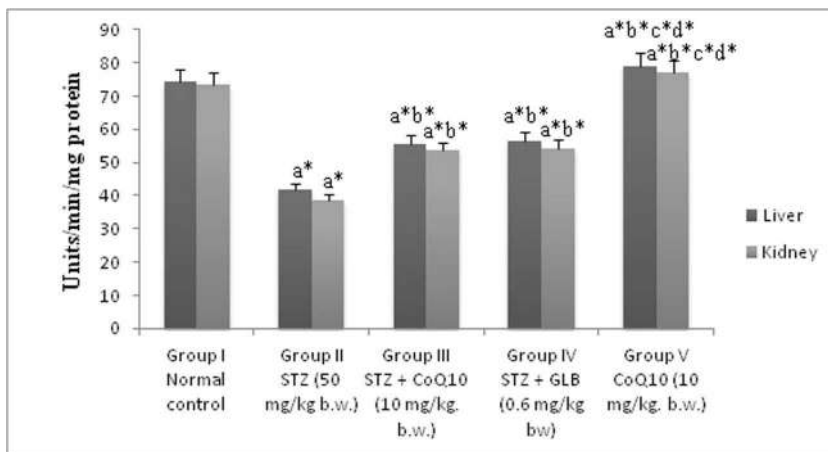 Units/min/mg protein
90
80
70
60
50
40
30
20
10
0
a*
a*
a*b*
a*b*
a*b*
a*b*
a*b*c*d*
a*b*c*d*
Liver
Kidney
Group I
Normal
control
Group II
STZ (50
mg/kg b.w.)
Group III
STZ + CoQ10
(10 mg/kg.
b.w.)
Group IV
STZ + GLB
(0.6 mg/kg
bw)
Group V
CoQ10 (10
mg/kg. b.w.)